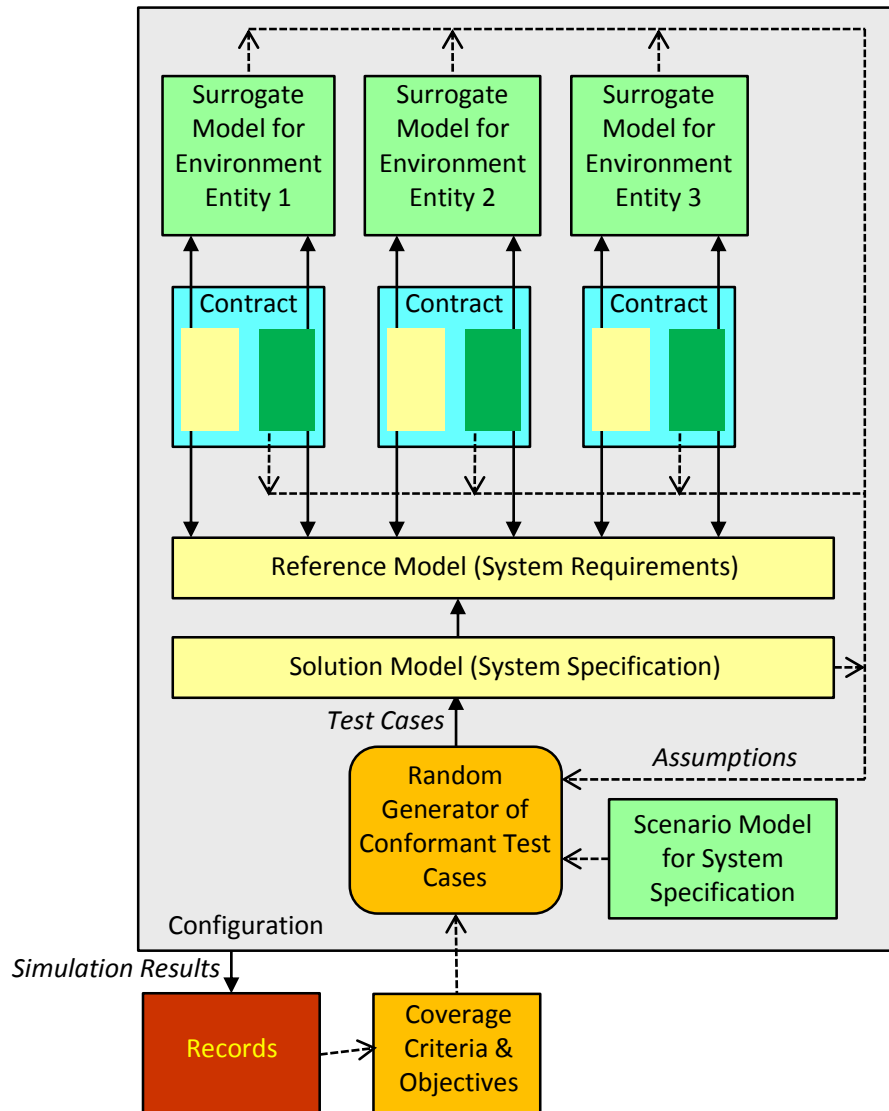 Surrogate
Model for
Environment
Entity 1
Surrogate
Model for
Environment
Entity 2
Surrogate
Model for
Environment
Entity 3
Contract
Contract
Contract
Reference Model (System Requirements)
Solution Model (System Specification)
Test Cases
Assumptions
Random
Generator of
Conformant Test
Cases
Scenario Model
for System
Specification
Configuration
Simulation Results
Records
Coverage
Criteria &
Objectives